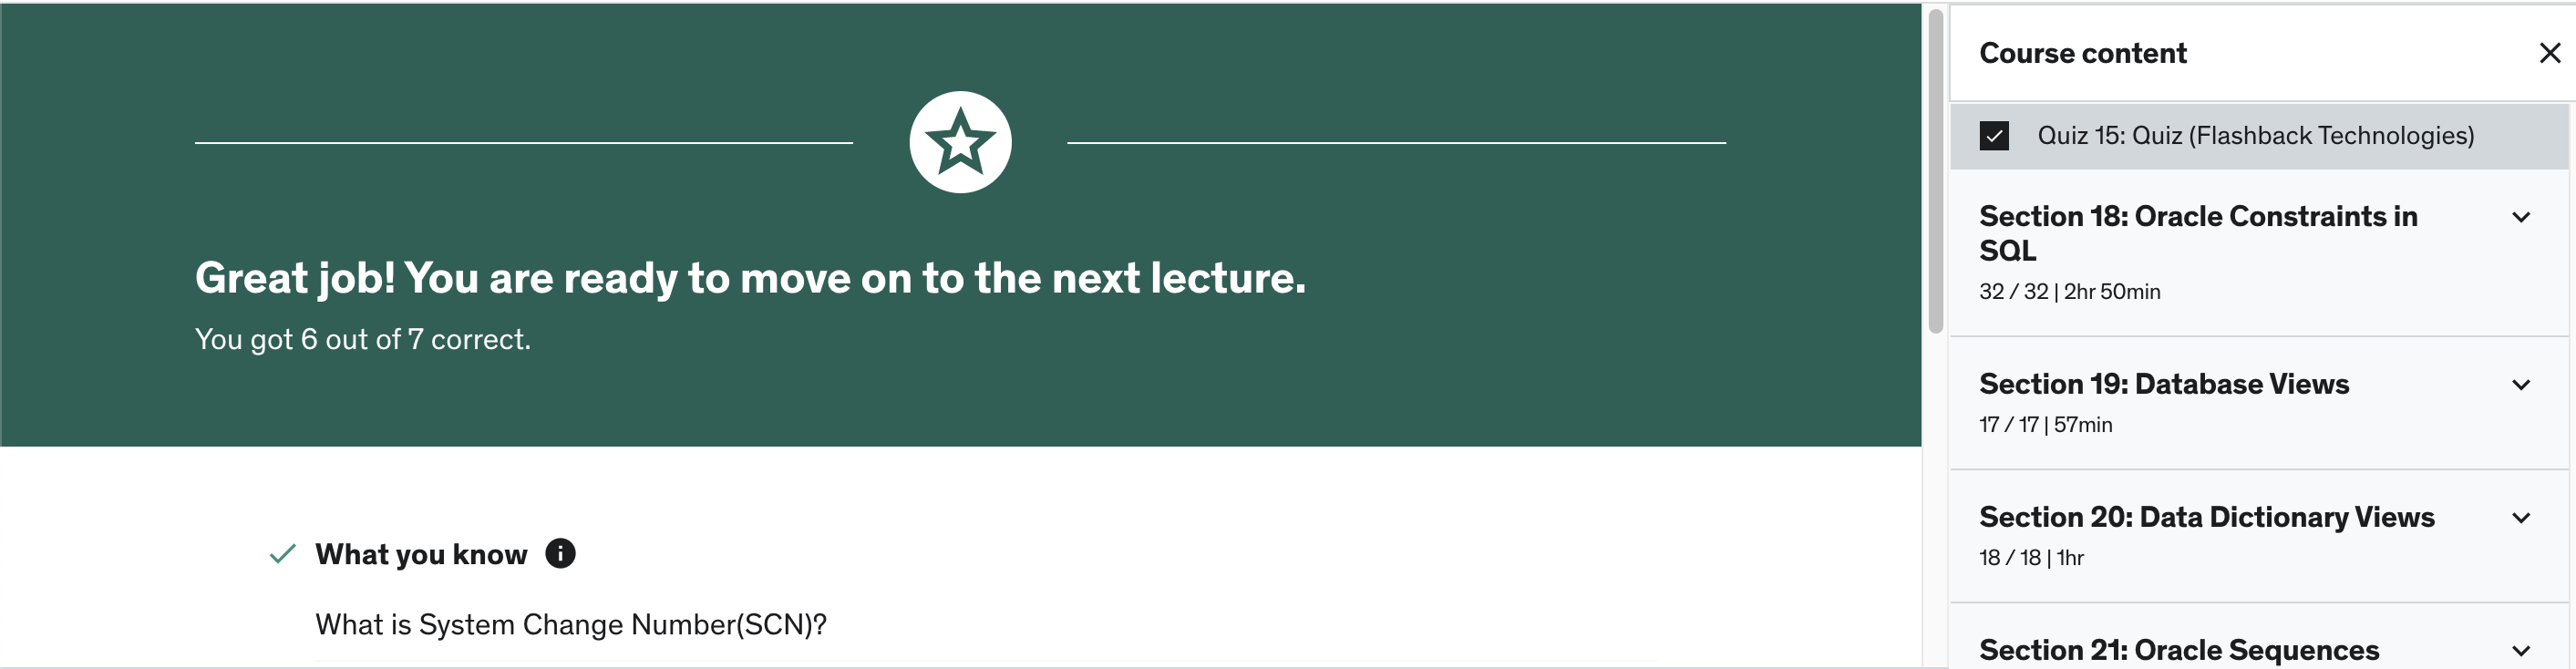 Great job! You are ready to move on to the next lecture.
You got 6 out of 7 correct.
What you know
What is System Change Number(SCN)?
Course content
Quiz 15: Quiz (Flashback Technologies)
Section 18: Oracle Constraints in
SQL
32 / 32 | 2hr 50min
Section 19: Database Views
17 / 17 | 57min
Section 20: Data Dictionary Views
18 / 18 | 1hr
Section 21: Oracle Sequences